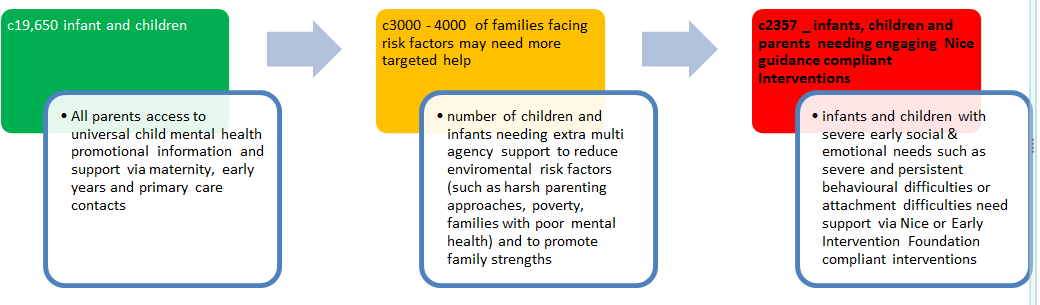 c19,650 infant and children
• All parents access to
universal child mental health
promotional information and
support via maternity, early
years and primary care
contacts
c3000 - 4000 of families facing
risk factors may need more
targeted help
• number of children and
infants needing extra multi
agency support to reduce
enviromental risk factors
(such as harsh parenting
approaches, poverty,
families with poor mental
health) and to promote
family strengths
c2357 _ infants, children and
parents needing engaging Nice
guidance compliant
Interventions
• infants and children with
severe early social &
emotional needs such as
severe and persistent
behavioural difficulties or
attachment difficulties need
support via Nice or Early
Intervention Foundation
compliant interventions